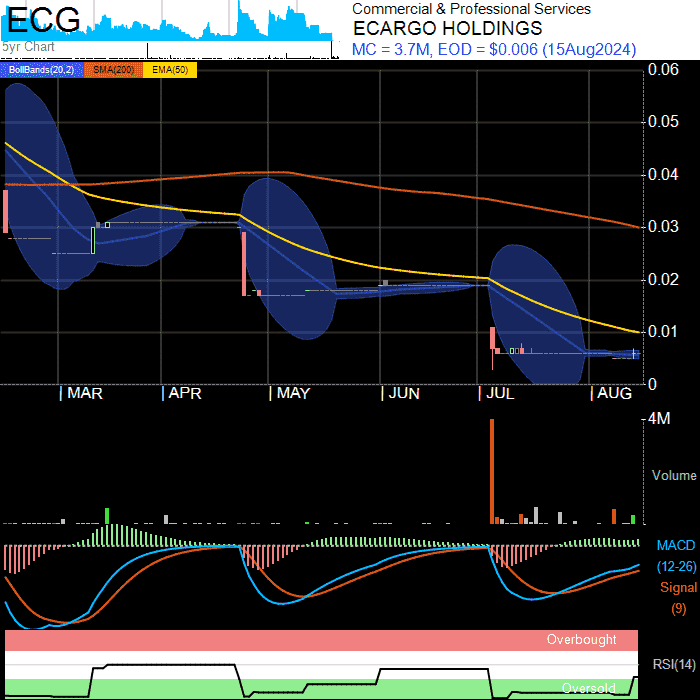 ECG
5yr Chart
Commercial & Professional Services
ECARGO HOLDINGS
MC = 3.7M, EOD = $0.006 (15Aug2024)
BollBands(20,2) SMA(200) EMA(50)
0.06
0.05
0.04
0.03
0.02
0.01
0
MAR APR MAY JUN JUL AUG
4M
Volume
MACD
(12-26)
Signal
(9)
Overbought
RSI(14)
Oversold